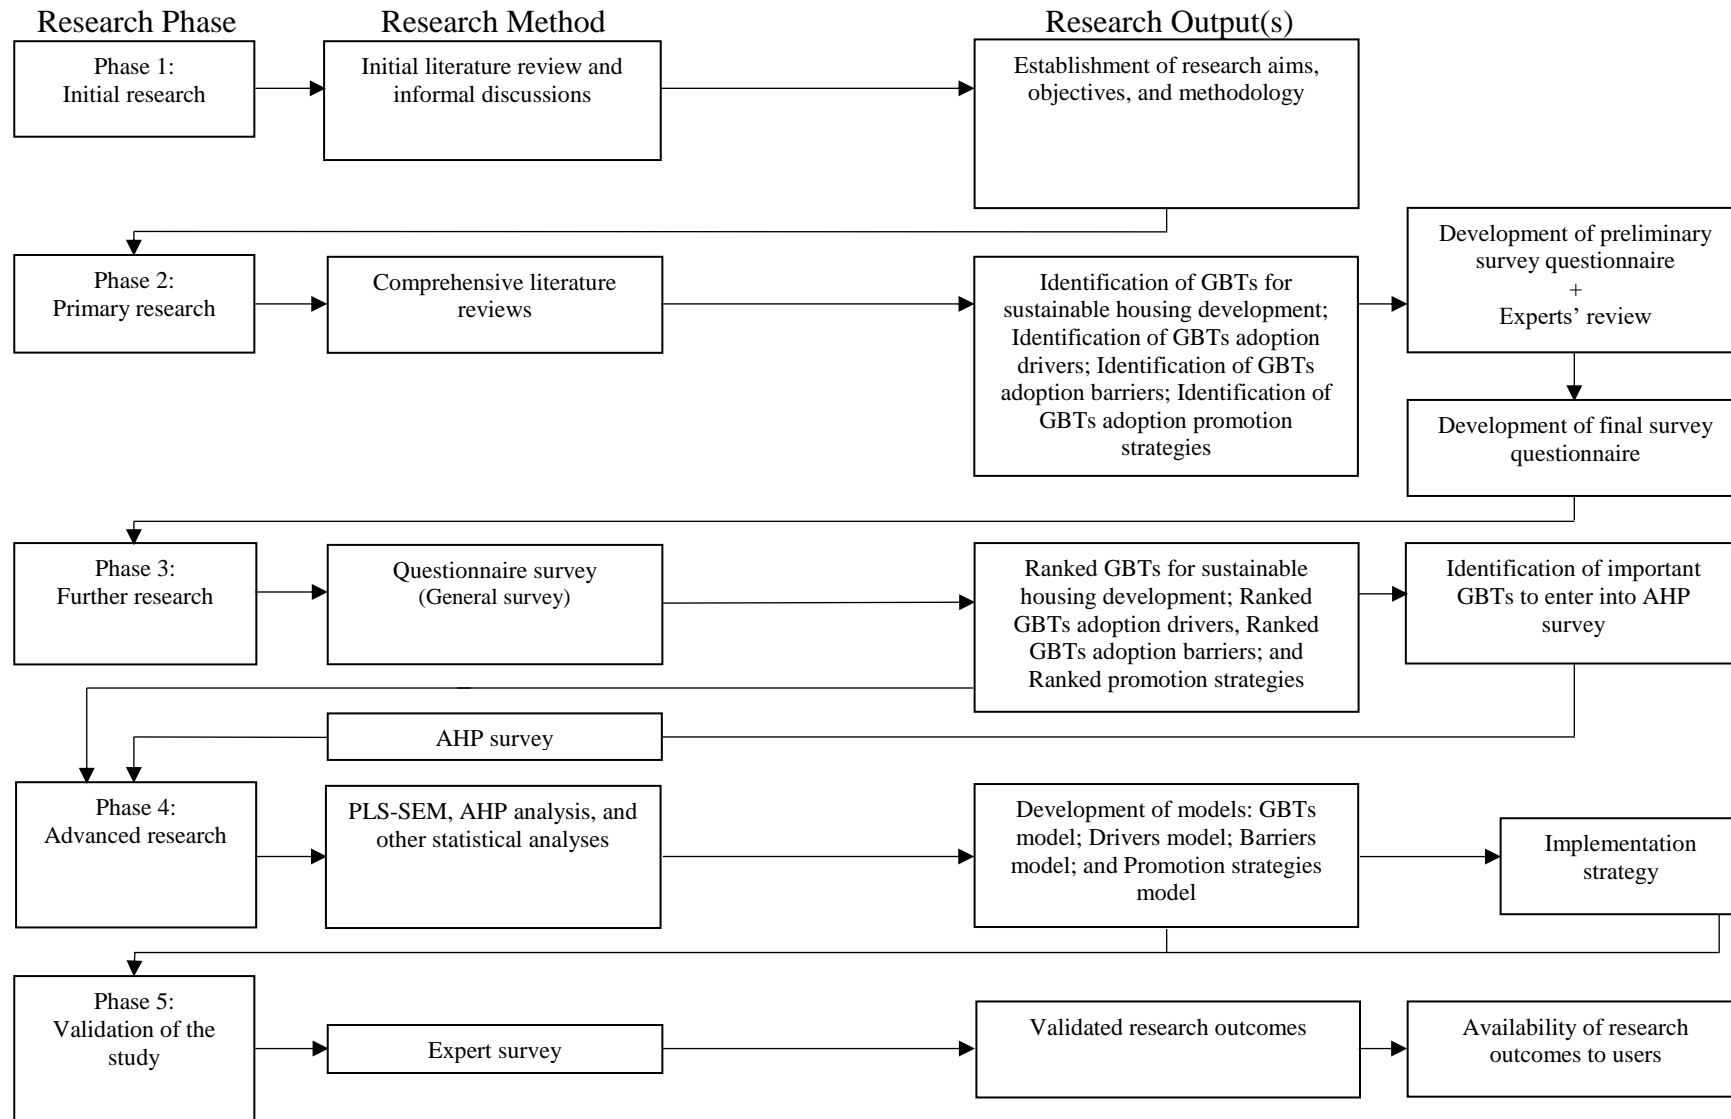 Research Phase
Research Method
Research Output(s)
Phase 1:
Initial research
Initial literature review and
informal discussions
Establishment of research aims,
objectives, and methodology
Phase 2:
Primary research
Comprehensive literature
reviews
Identification of GBTs for
sustainable housing development;
Identification of GBTs adoption
drivers; Identification of GBTs
adoption barriers; Identification of
GBTs adoption promotion
strategies
Development of preliminary
survey questionnaire
+
Experts’ review
Development of final survey
questionnaire
Phase 3:
Further research
Questionnaire survey
(General survey)
Ranked GBTs for sustainable
housing development; Ranked
GBTs adoption drivers, Ranked
GBTs adoption barriers; and
Ranked promotion strategies
Identification of important
GBTs to enter into AHP
survey
AHP survey
Phase 4:
Advanced research
PLS-SEM, AHP analysis, and
other statistical analyses
Development of models: GBTs
model; Drivers model; Barriers
model; and Promotion strategies
model
Implementation
strategy
Phase 5:
Validation of the
study
Expert survey
Validated research outcomes
Availability of research
outcomes to users